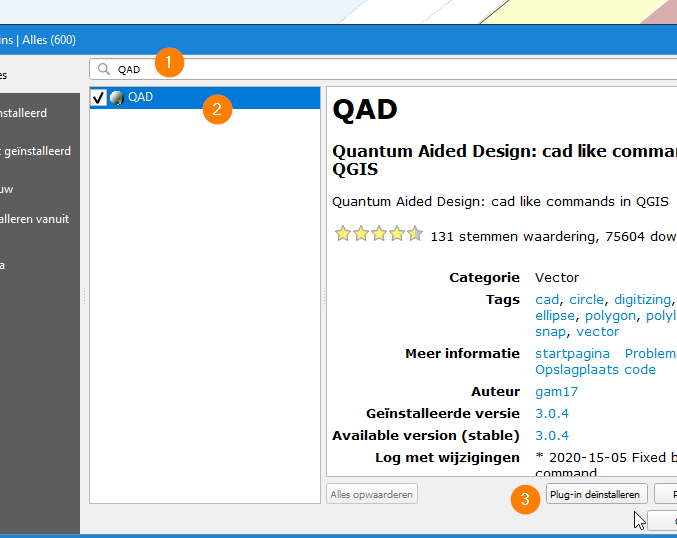 ins | Alles (600)
es
1
QAD
nstalleerd
t geïnstalleerd
uw
alleren vanuit
a
QAD
2
QAD
Quantum Aided Design: cad like comma
QGIS
Quantum Aided Design: cad like commands in QGIS
131 stemmen waardering, 75604 dow
Categorie Vector
Tags cad, circle, digitizing,
ellipse, polygon, polyl
snap, vector
Meer informatie startpagina Problem
Opslagplaats code
Auteur gam17
Geïnstalleerde versie 3.0.4
Available version (stable) 3.0.4
Log met wijzigingen * 2020-15-05 Fixed b
command
Alles opwaarderen
3
Plug-in deïnstalleren